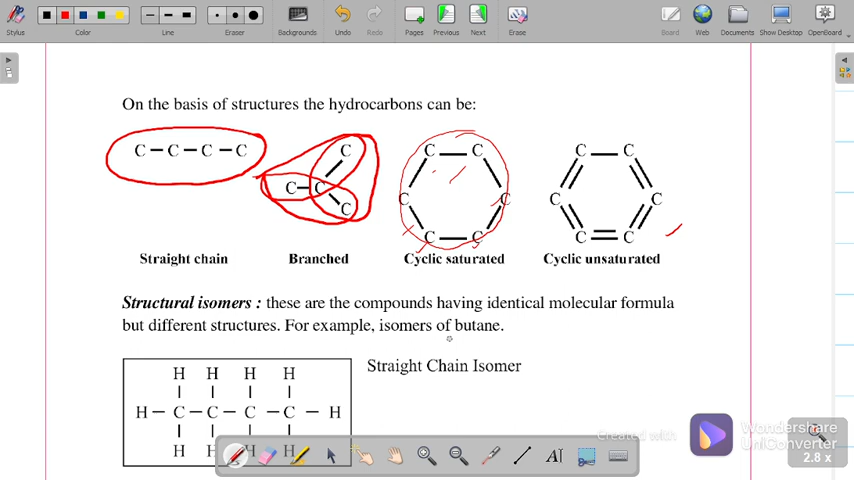 Stylus Color Line Eraser Backgrounds Undo Redo Pages Previous Next Erase Board Web Documents Show Desktop OpenBoard
On the basis of structures the hydrocarbons can be:
C C
C – C – C – C C C C
C – C C C C C
C C C C C
Straight chain Branched Cyclic saturated Cyclic unsaturated
Structural isomers : these are the compounds having identical molecular formula
but different structures. For example, isomers of butane.
Straight Chain Isomer
H H H H
H – C – C – C – C – H
H H H H
Created with Wondershare
UniConverter
2.8 x